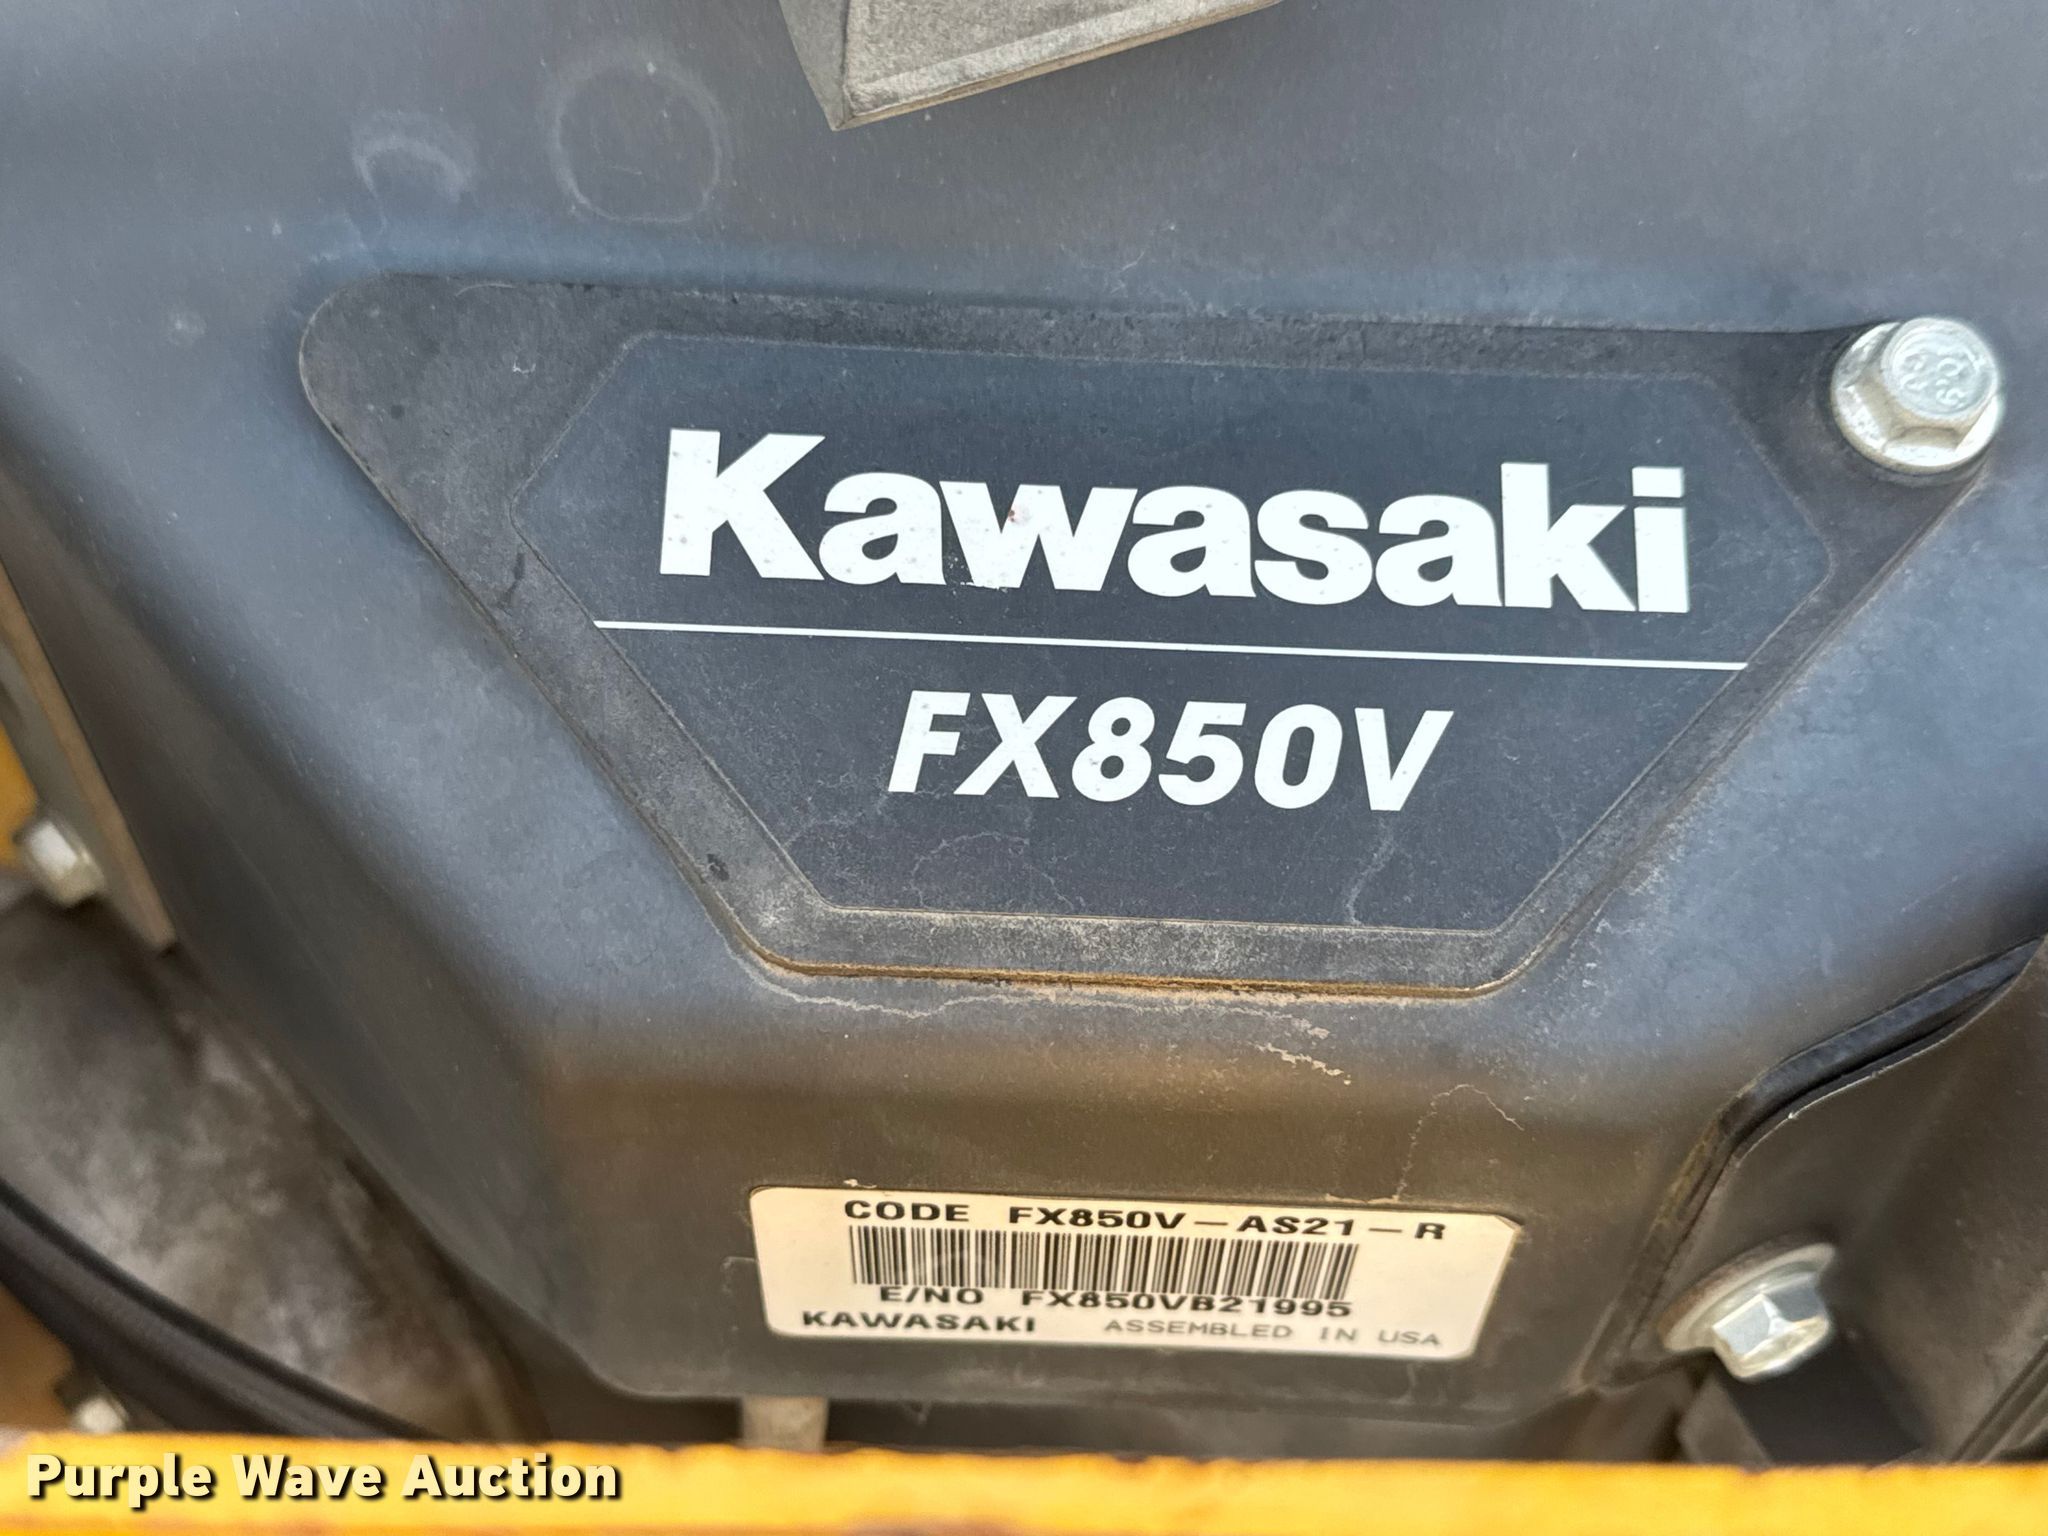 Kawasaki
FX850V
CODE FX850V-AS21-R
E/NO FX850VB21995
KAWASAKI ASSEMBLED IN USA
Purple Wave Auction